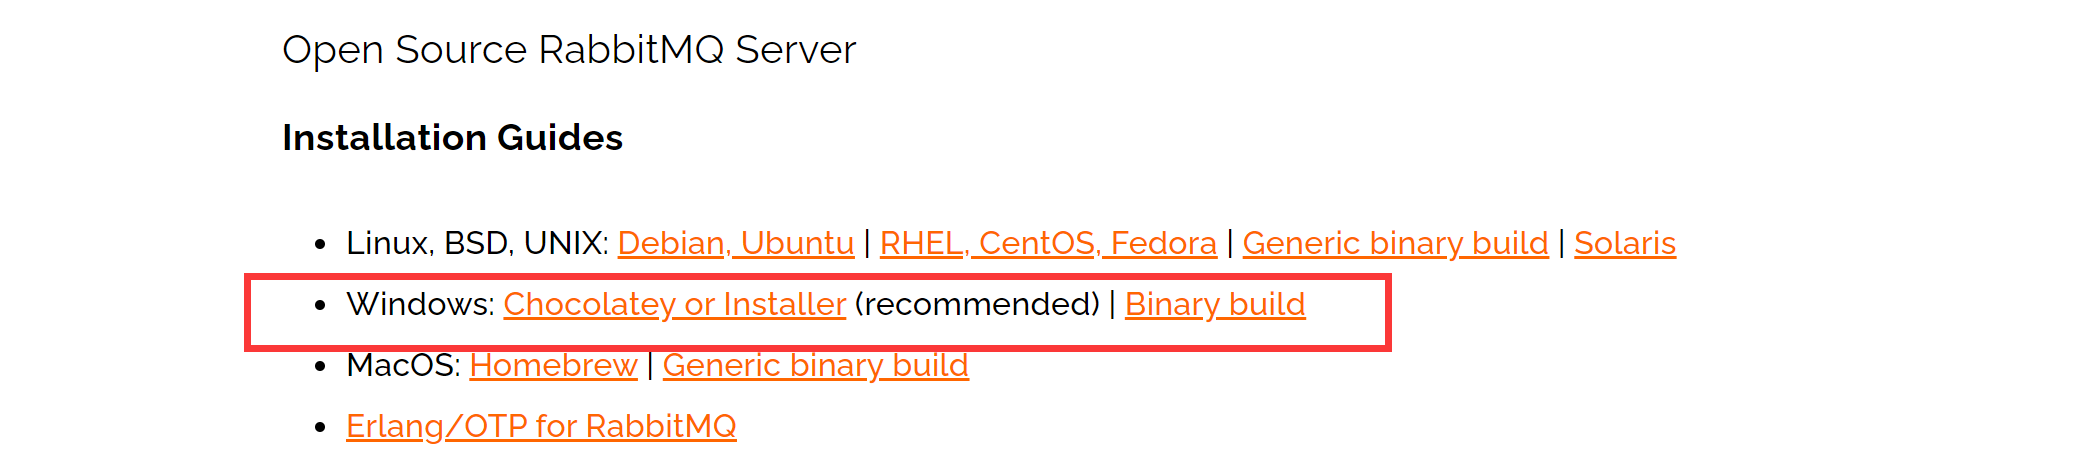 Open Source RabbitMQ Server
Installation Guides
• Linux, BSD, UNIX: Debian, Ubuntu | RHEL, CentOS, Fedora | Generic binary build | Solaris
• Windows: Chocolatey or Installer (recommended) | Binary build
• MacOS: Homebrew | Generic binary build
• Erlang/OTP for RabbitMQ